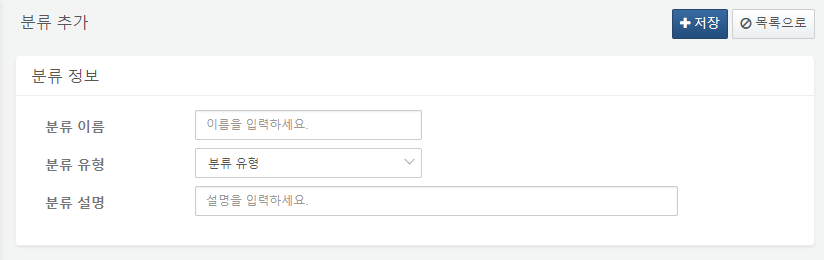 분류 추가
저장
목록으로
분류 정보
분류 이름
이름을 입력하세요.
분류 유형
분류 유형
분류 설명
설명을 입력하세요.